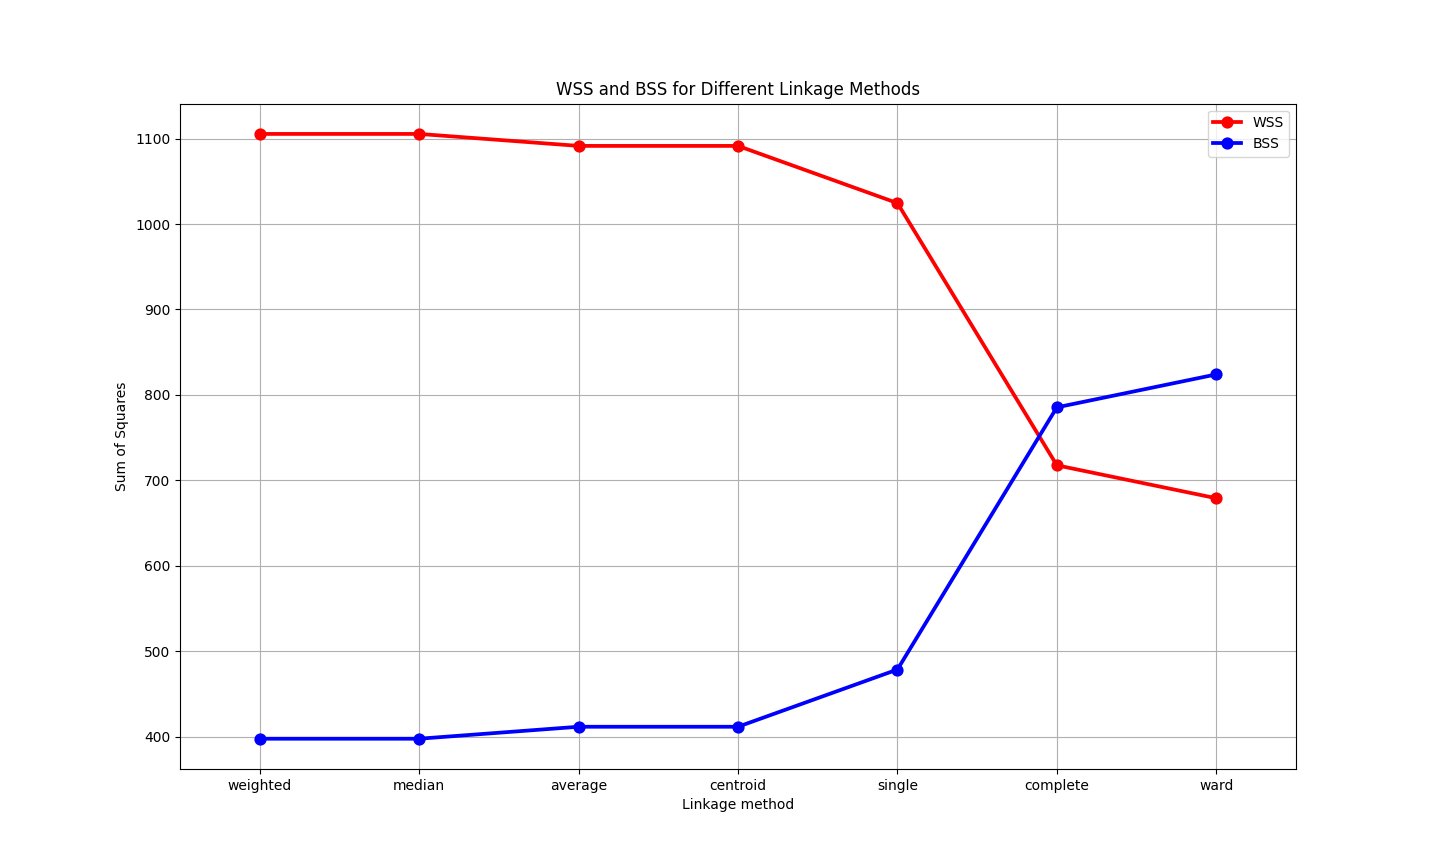 WSS and BSS for Different Linkage Methods
WSS
BSS
1100
1000
900
800
700
600
500
400
Sum of Squares
weighted median average centroid single complete ward
Linkage method